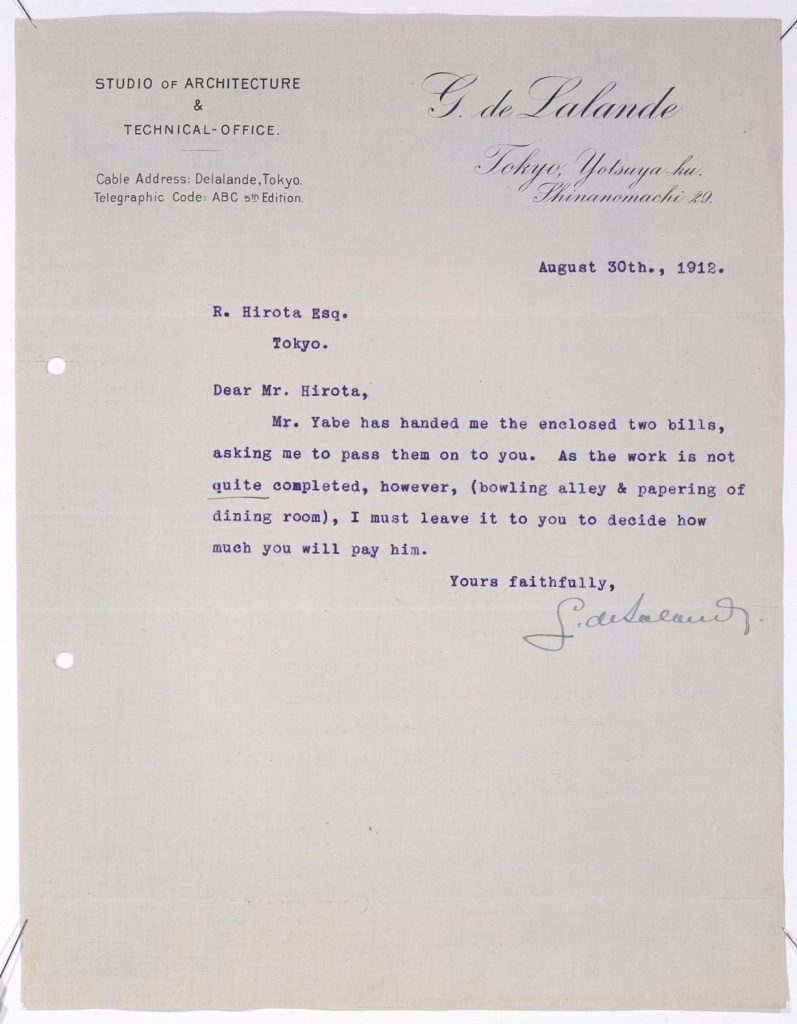 STUDIO OF ARCHITECTURE
&
TECHNICAL-OFFICE.
Cable Address: Delalande, Tokyo.
Telegraphic Code: ABC 5th Edition.
G. de Lalande
Tokyo, Yotsuya-ku.
Shinanomachi 29.
August 30th., 1912.
R. Hirota Esq.
Tokyo.
Dear Mr. Hirota,
Mr. Yabe has handed me the enclosed two bills,
asking me to pass them on to you. As the work is not
quite completed, however, (bowling alley & papering of
dining room), I must leave it to you to decide how
much you will pay him.
Yours faithfully,
G. de Lalande.